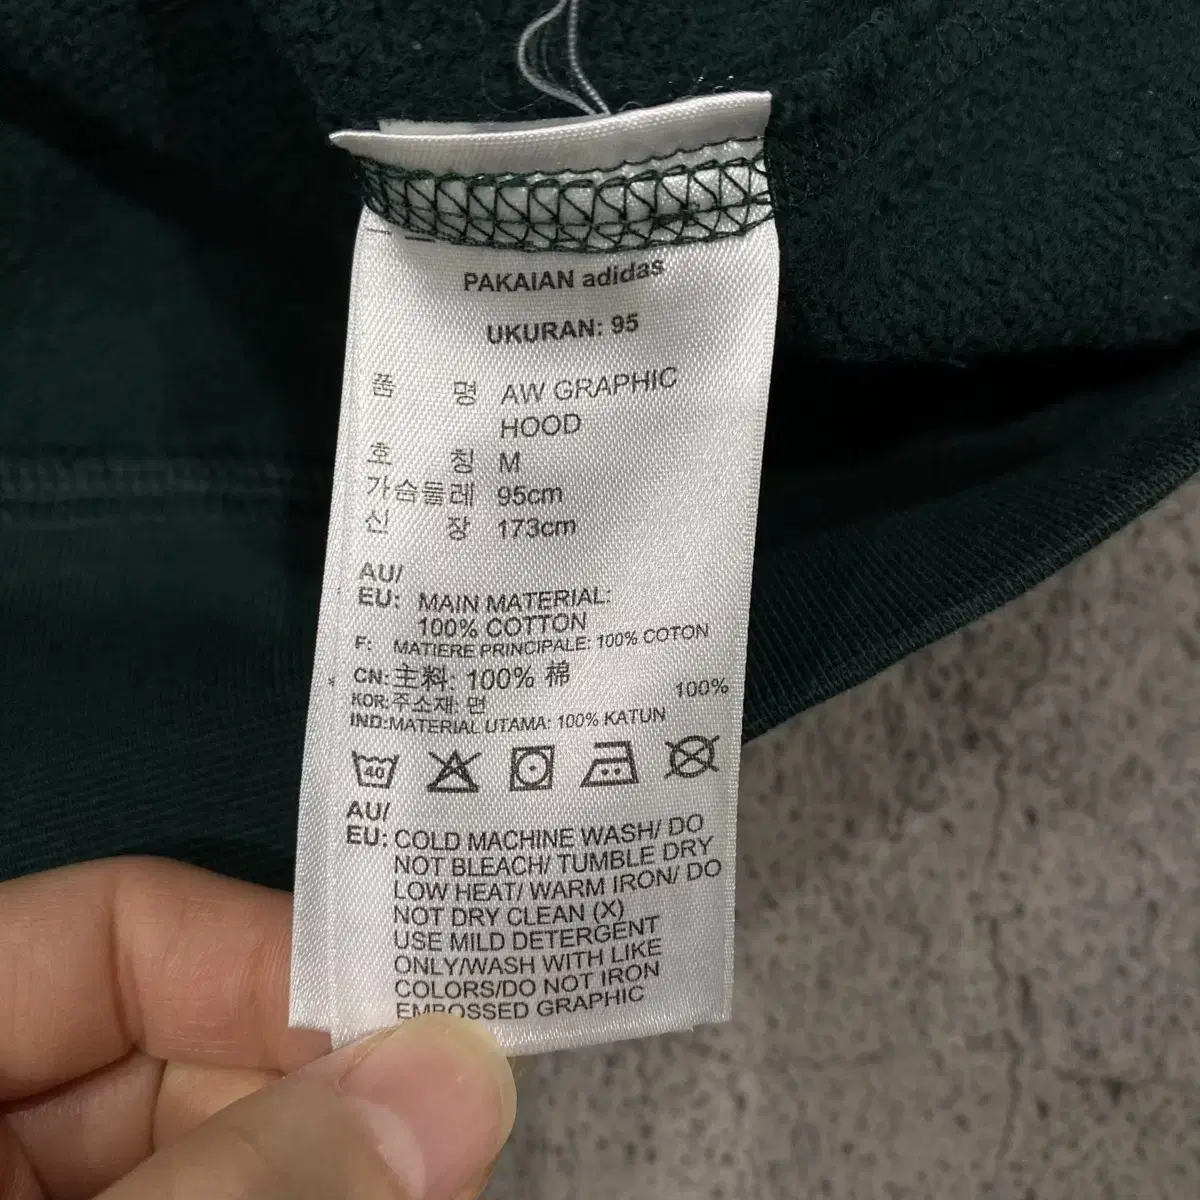 PAKAIAN adidas
UKURAN: 95
품 명 AW GRAPHIC
HOOD
호 칭 M
가슴둘레 95cm
신 장 173cm
AU/
EU: MAIN MATERIAL:
100% COTTON
F: MATIERE PRINCIPALE: 100% COTON
CN: 主料: 100% 棉
KOR:주소재: 면 100%
IND:MATERIAL UTAMA: 100% KATUN
40
AU/
EU: COLD MACHINE WASH/ DO
NOT BLEACH/ TUMBLE DRY
LOW HEAT/ WARM IRON/ DO
NOT DRY CLEAN (X)
USE MILD DETERGENT
ONLY/WASH WITH LIKE
COLORS/DO NOT IRON
EMBOSSED GRAPHIC